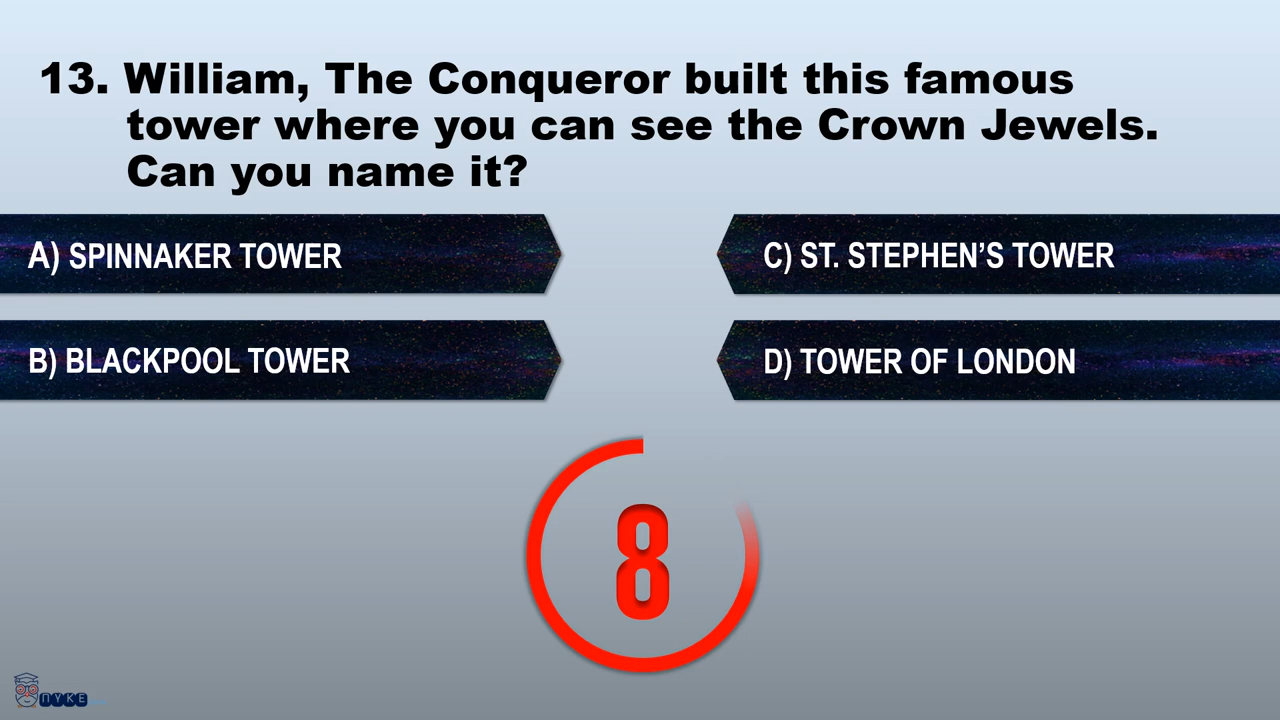 13. William, The Conqueror built this famous
tower where you can see the Crown Jewels.
Can you name it?
A) SPINNAKER TOWER
C) ST. STEPHEN’S TOWER
B) BLACKPOOL TOWER
D) TOWER OF LONDON
8
NYKE